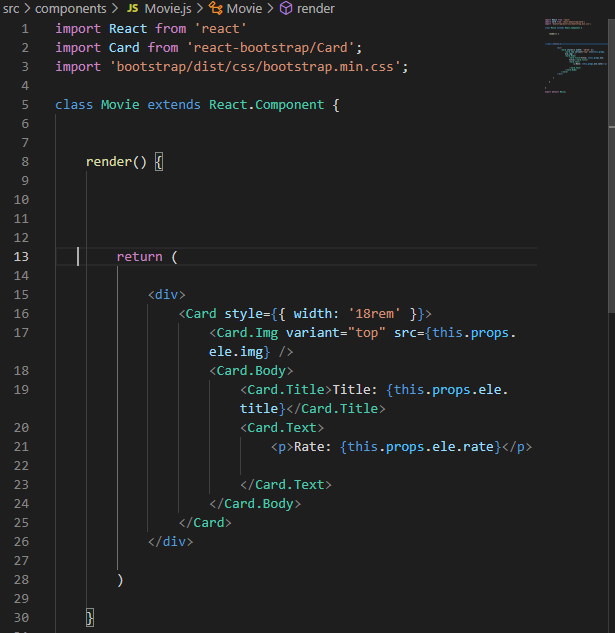 src > components > JS Movie.js > Movie > render
1 import React from 'react'
2 import Card from 'react-bootstrap/Card';
3 import 'bootstrap/dist/css/bootstrap.min.css';
4
5 class Movie extends React.Component {
6
7
8 render() {
9
10
11
12
13 return (
14
15 <div>
16 <Card style={{ width: '18rem' }}>
17 <Card.Img variant="top" src={this.props.
ele.img} />
18 <Card.Body>
19 <Card.Title>Title: {this.props.ele.
title}</Card.Title>
20 <Card.Text>
21 <p>Rate: {this.props.ele.rate}</p>
22
23 </Card.Text>
24 </Card.Body>
25 </Card>
26 </div>
27
28 )
29
30 }